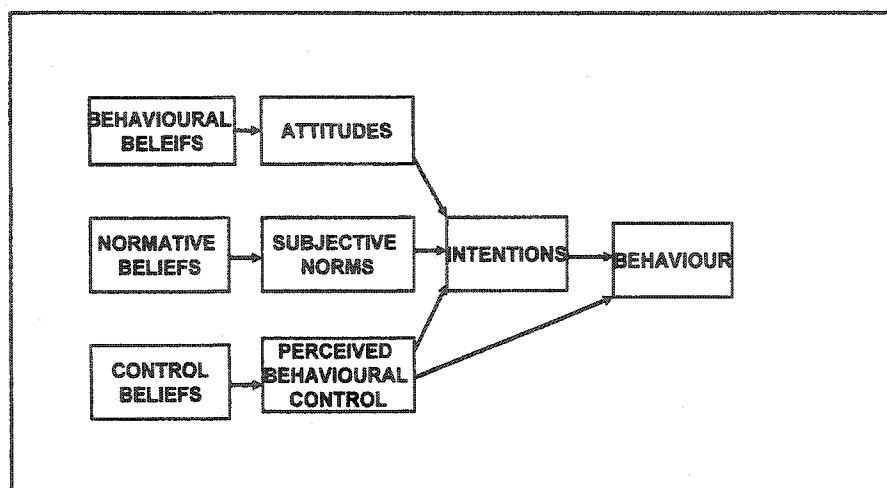 BEHAVIOURAL
BELEIFS
ATTITUDES
NORMATIVE
BELIEFS
SUBJECTIVE
NORMS
INTENTIONS
BEHAVIOUR
CONTROL
BELIEFS
PERCEIVED
BEHAVIOURAL
CONTROL